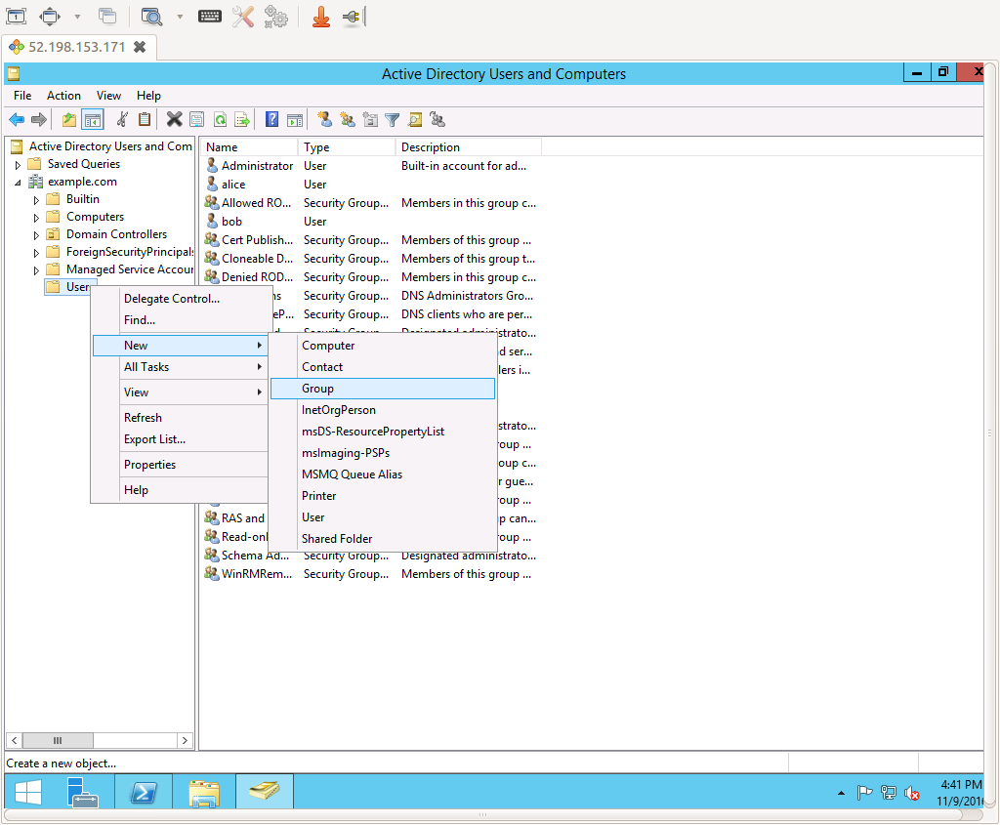 52.198.153.171
Active Directory Users and Computers
File Action View Help
Active Directory Users and Com
Saved Queries
example.com
Builtin
Computers
Domain Controllers
ForeignSecurityPrincipals
Managed Service Accour
User
Delegate Control...
Find...
New
All Tasks
View
Refresh
Export List...
Properties
Help
Computer
Contact
Group
InetOrgPerson
msDS-ResourcePropertyList
msImaging-PSPs
MSMQ Queue Alias
Printer
User
Shared Folder
Name Type Description
Administrator User Built-in account for ad...
alice User
Allowed RO... Security Group... Members in this group c...
bob User
Cert Publish... Security Group... Members of this group ...
Cloneable D... Security Group... Members of this group t...
Denied ROD... Security Group... Members in this group c...
ns Security Group... DNS Administrators Gro...
eP... Security Group... DNS clients who are per...
Security Group... Designated administrato...
d ser...
lers i...
strato...
roup ...
oup c...
r gue...
roup ...
RAS and p can...
Read-onl roup ...
Schema Ad... Security Group... Designated administrato...
WinRMRem... Security Group... Members of this group ...
Create a new object...
4:41 PM
11/9/201